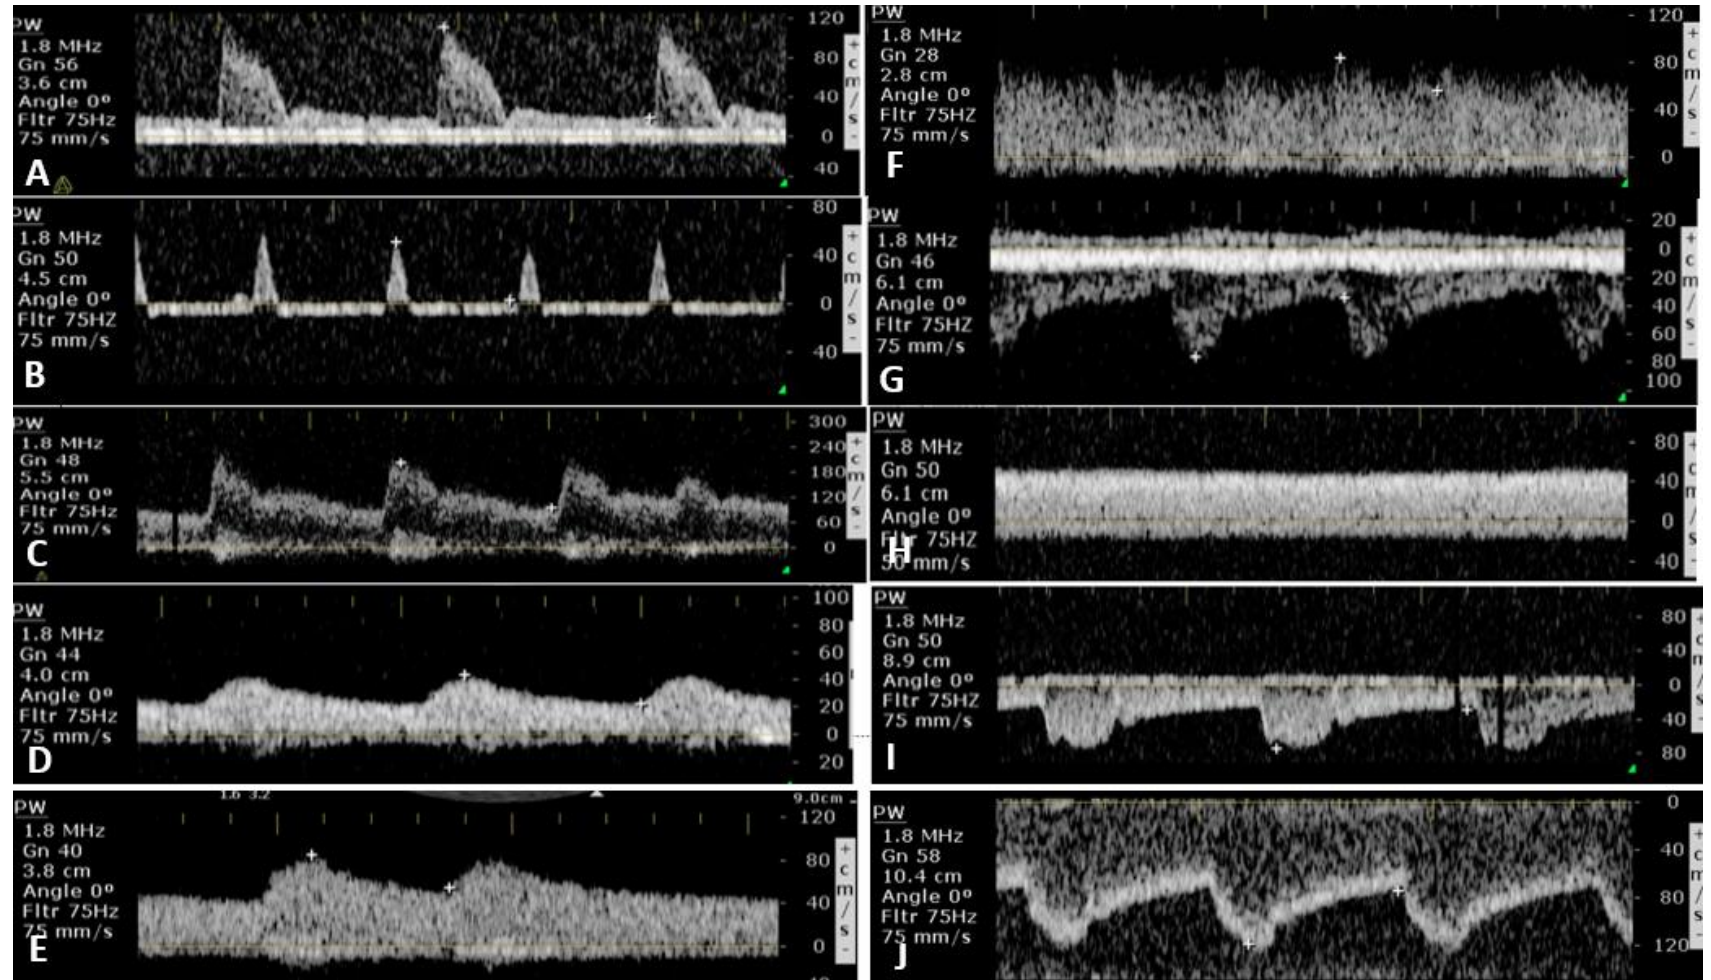 PW
1.8 MHz
Gn 56
3.6 cm
Angle 0º
Fltr 75Hz
75 mm/s
A
120
80
40
0
40
+
c
m
/
s
-
PW
1.8 MHz
Gn 50
4.5 cm
Angle 0º
Fltr 75HZ
75 mm/s
B
80
40
0
40
+
c
m
/
s
-
PW
1.8 MHz
Gn 48
5.5 cm
Angle 0º
Fltr 75Hz
75 mm/s
C
300
240
180
120
60
0
+
c
m
/
s
-
PW
1.8 MHz
Gn 44
4.0 cm
Angle 0º
Fltr 75Hz
75 mm/s
D
100
80
60
40
20
0
20
1.6 3.2
9.0cm
PW
1.8 MHz
Gn 40
3.8 cm
Angle 0º
Fltr 75Hz
75 mm/s
E
120
80
40
0
+
c
m
/
s
-
PW
1.8 MHz
Gn 28
2.8 cm
Angle 0º
Fltr 75HZ
75 mm/s
F
120
80
40
0
+
c
m
/
s
-
PW
1.8 MHz
Gn 46
6.1 cm
Angle 0º
Fltr 75HZ
75 mm/s
G
20
0
20
40
60
80
100
+
c
m
/
s
-
PW
1.8 MHz
Gn 50
6.1 cm
Angle 0º
Fltr 75HZ
50 mm/s
H
80
40
0
40
PW
1.8 MHz
Gn 50
8.9 cm
Angle 0º
Fltr 75HZ
75 mm/s
I
80
40
0
40
80
PW
1.8 MHz
Gn 58
10.4 cm
Angle 0º
Fltr 75Hz
75 mm/s
J
0
40
80
120